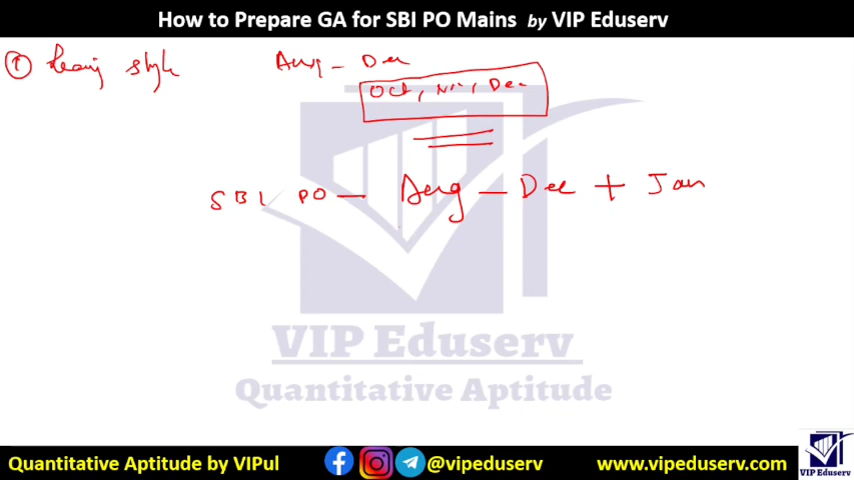 How to Prepare GA for SBI PO Mains by VIP Eduserv
① style Aug - Dec
Oct, Nov, Dec
SBI PO - Aug - Dec + Jan
VIP Eduserv
Quantitative Aptitude
Quantitative Aptitude by VIPul @vipeduserv www.vipeduserv.com
VIP Eduserv